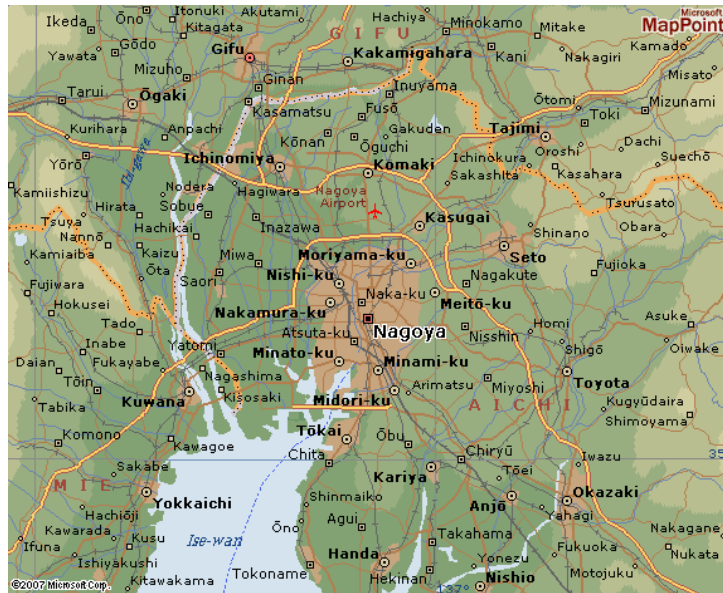 Microsoft
MapPoint
Itonuki
Akutami
Hachiya
Minokamo
Ikeda
Ōno
Kitagata
Mitake
Kamado
GIFU
Yawata
Gōdo
Gifu
Kakamigahara
Kani
Nakagiri
Misato
Mizuho
Ginan
Inuyama
Tarui
Ōgaki
Kasamatsu
Fusō
Ōtomi
Mizunami
Toki
Kurihara
Anpachi
Kōnan
Gakuden
Tajimi
Dachi
Ōguchi
Yōrō
Ibi-gawa
Ichinomiya
Komaki
Ichinokura
Oroshi
Suechō
Kasahara
Kamiishizu
Nodera
Hagiwara
Nagoya
Airport
Sakashita
Tsurusato
Hirata
Sobue
Tsuya
Kasugai
Obara
Nannō
Hachikai
Inazawa
Shinano
Kamiaiba
Kaizu
Miwa
Moriyama-ku
Seto
Fujioka
Ōta
Saori
Nishi-ku
Nagakute
Fujiwara
Hokusei
Nakamura-ku
Naka-ku
Meitō-ku
Asuke
Tado
Nagoya
Nisshin
Homi
Inabe
Yatomi
Atsuta-ku
Shigō
Oiwake
Daian
Fukayabe
Minato-ku
Minami-ku
Tōin
Nagashima
Arimatsu
Miyoshi
Toyota
Kuwana
Kisosaki
Midori-ku
AICHI
Kugyūdaira
Tabika
Shimoyama
Komono
Kawagoe
Tōkai
Ōbu
Chiryū
Iwazu
35
Sakabe
Chita
Kariya
Tōei
MIE
Yokkaichi
Shinmaiko
Anjō
Okazaki
Hachiōji
Yahagi
Kawarada
Ōno
Agui
Nakagane
Ifuna
Kusu
Ise-wan
Takahama
Fukuoka
Nukata
Ishiyakushi
Handa
Yonezu
Tokoname
Hekinan
137°
Nishio
Motojuku
Kitawakama
©2007 Microsoft Corp.